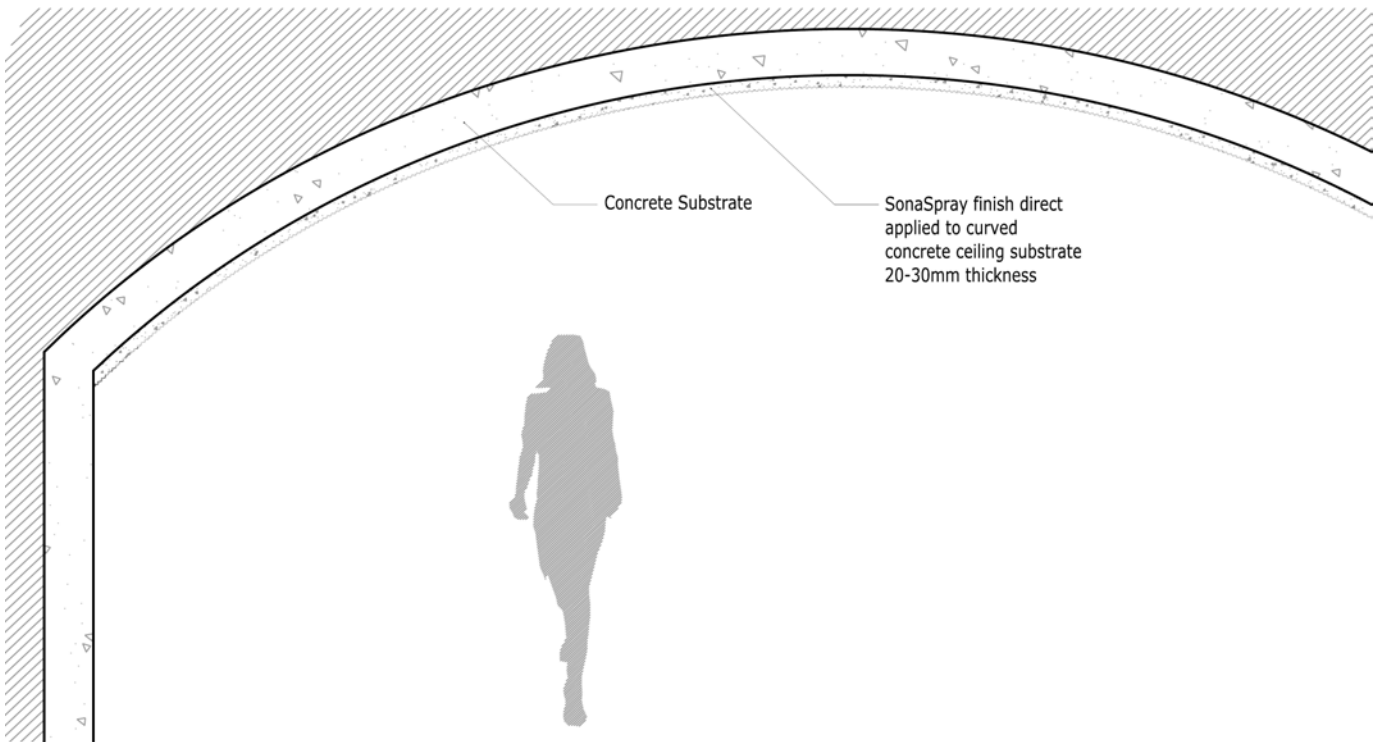 Concrete Substrate
SonaSpray finish direct
applied to curved
concrete ceiling substrate
20-30mm thickness